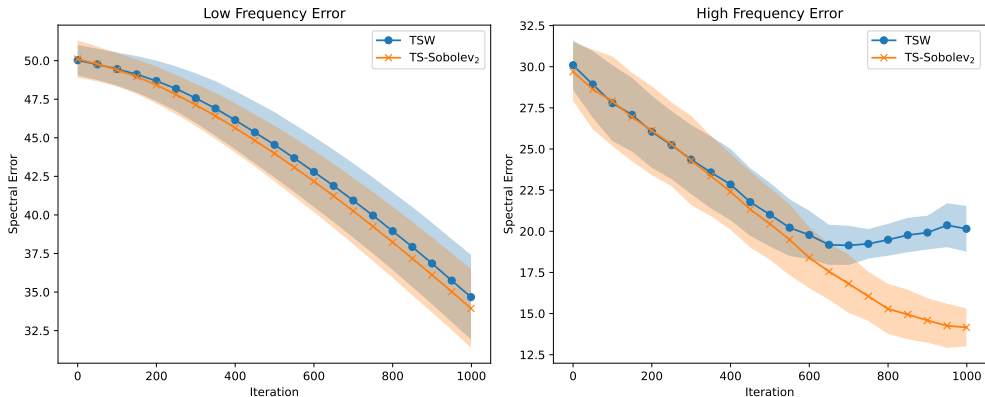 Low Frequency Error
TSW
TS-Sobolev₂
50.0
47.5
45.0
42.5
40.0
37.5
35.0
32.5
Spectral Error
0 200 400 600 800 1000
Iteration
High Frequency Error
TSW
TS-Sobolev₂
32.5
30.0
27.5
25.0
22.5
20.0
17.5
15.0
12.5
Spectral Error
0 200 400 600 800 1000
Iteration